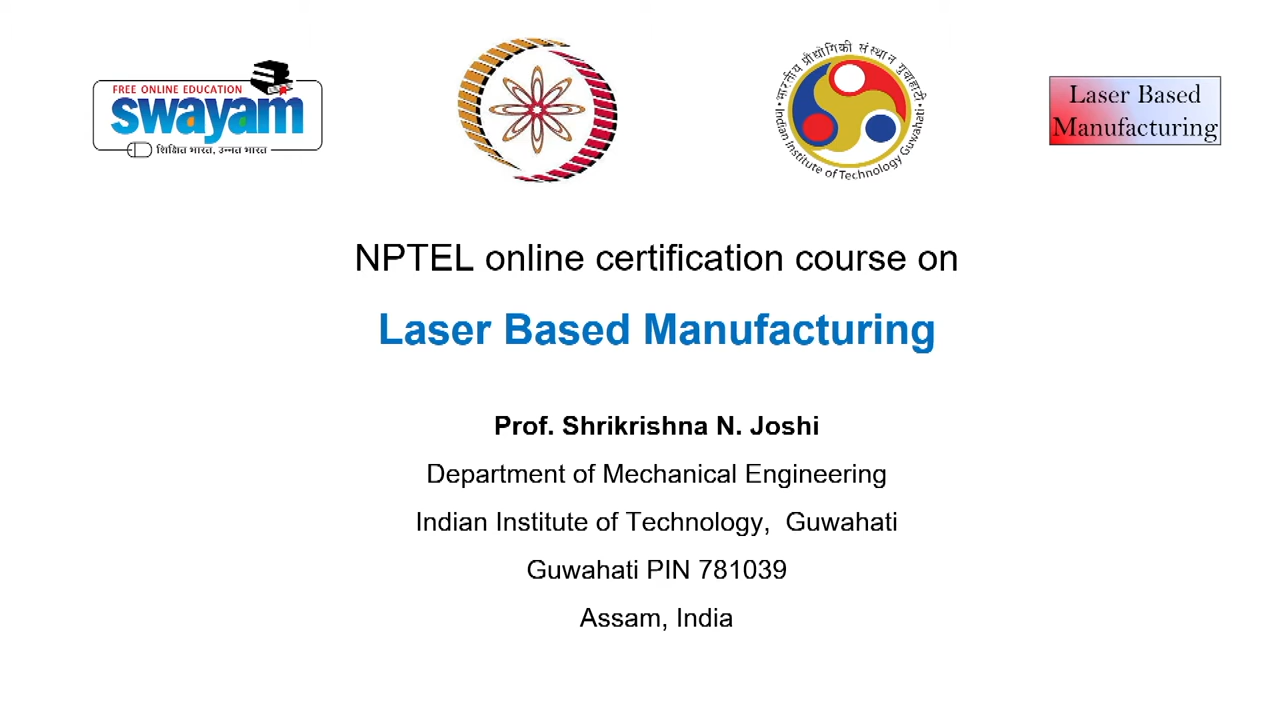 FREE ONLINE EDUCATION
swayam
शिक्षित भारत, उन्नत भारत
भारतीय प्रौद्योगिकी संस्थान गुवाहाटी
Indian Institute of Technology Guwahati
Laser Based
Manufacturing
NPTEL online certification course on
Laser Based Manufacturing
Prof. Shrikrishna N. Joshi
Department of Mechanical Engineering
Indian Institute of Technology, Guwahati
Guwahati PIN 781039
Assam, India